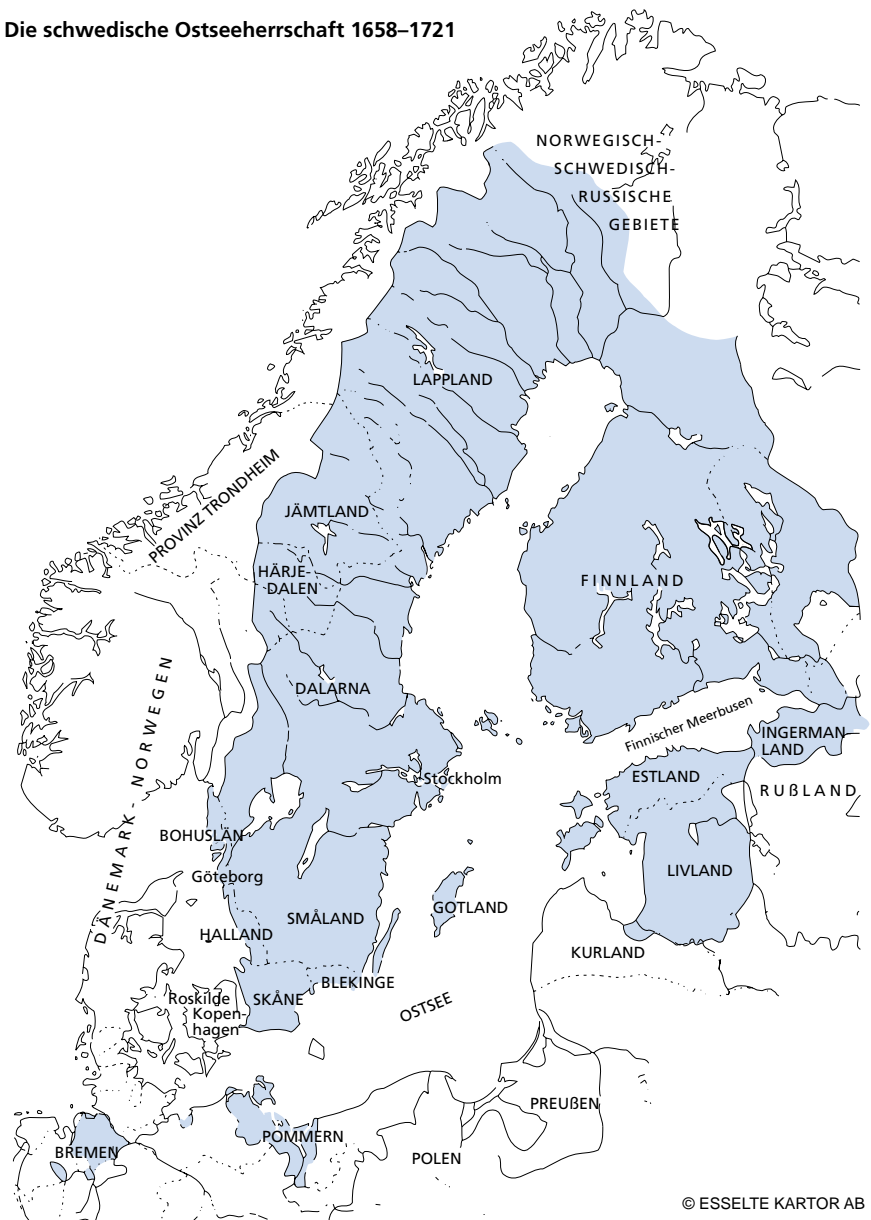 Die schwedische Ostseeherrschaft 1658–1721
NORWEGISCH-
SCHWEDISCH-
RUSSISCHE
GEBIETE
LAPPLAND
PROVINZ TRONDHEIM
JÄMTLAND
HÄRJE-
DALEN
FINNLAND
DALARNA
DÄNEMARK - NORWEGEN
Finnischer Meerbusen
INGERMAN-
LAND
Stockholm
ESTLAND
RUßLAND
BOHUSLÄN
Göteborg
LIVLAND
GOTLAND
SMÅLAND
HALLAND
KURLAND
BLEKINGE
Roskilde
SKÅNE
Kopen-
hagen
OSTSEE
PREUßEN
POMMERN
BREMEN
POLEN
© ESSELTE KARTOR AB